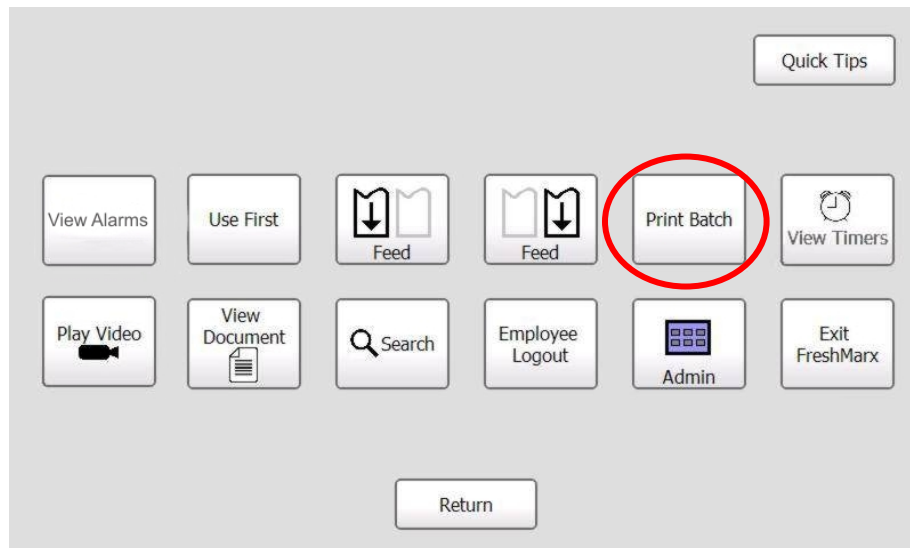 Quick Tips
View Alarms
Use First
Feed
Feed
Print Batch
View Timers
Play Video
View
Document
Search
Employee
Logout
Admin
Exit
FreshMarx
Return